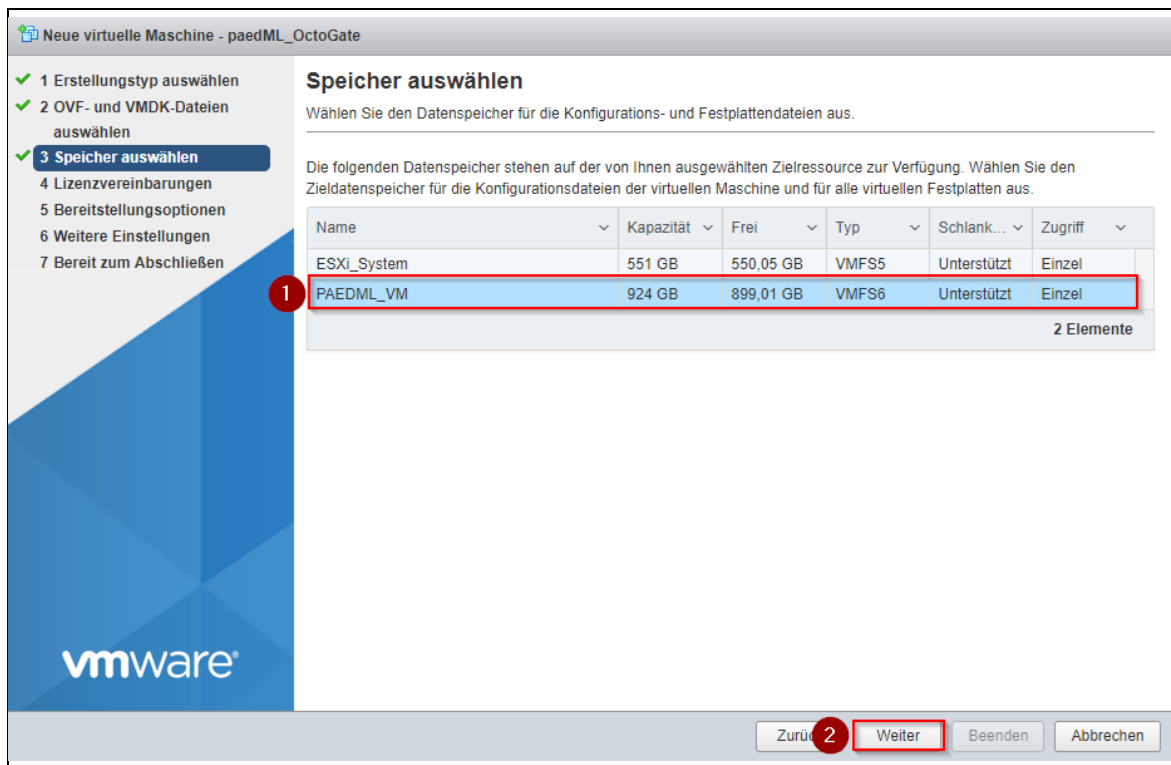 Neue virtuelle Maschine - paedML_OctoGate
1 Erstellungstyp auswählen
2 OVF- und VMDK-Dateien
auswählen
3 Speicher auswählen
4 Lizenzvereinbarungen
5 Bereitstellungsoptionen
6 Weitere Einstellungen
7 Bereit zum Abschließen
vmware®
Speicher auswählen
Wählen Sie den Datenspeicher für die Konfigurations- und Festplattendateien aus.
Die folgenden Datenspeicher stehen auf der von Ihnen ausgewählten Zielressource zur Verfügung. Wählen Sie den
Zieldatenspeicher für die Konfigurationsdateien der virtuellen Maschine und für alle virtuellen Festplatten aus.
Name Kapazität Frei Typ Schlank... Zugriff
ESXi_System 551 GB 550,05 GB VMFS5 Unterstützt Einzel
1 PAEDML_VM 924 GB 899,01 GB VMFS6 Unterstützt Einzel
2 Elemente
Zurüc 2 Weiter Beenden Abbrechen